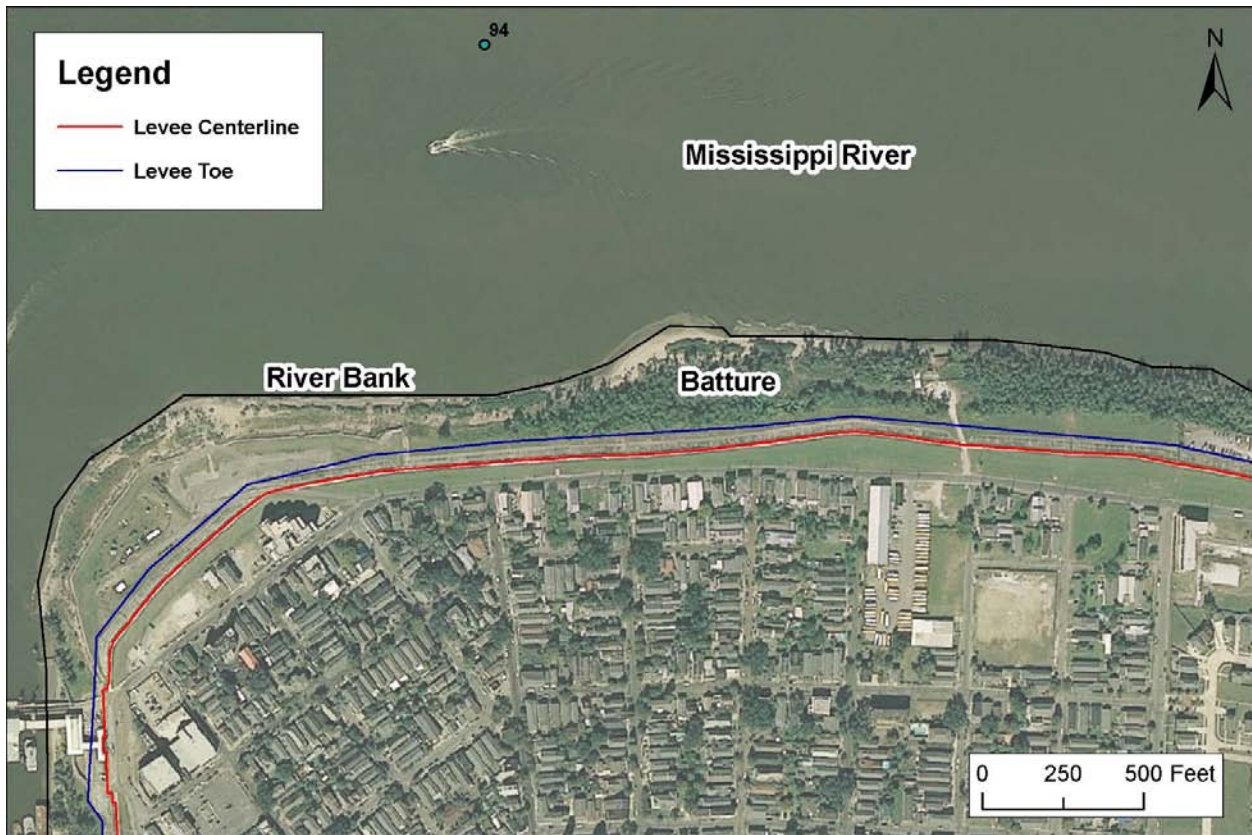 94
N
Legend
Levee Centerline
Levee Toe
Mississippi River
River Bank
Batture
0 250 500 Feet